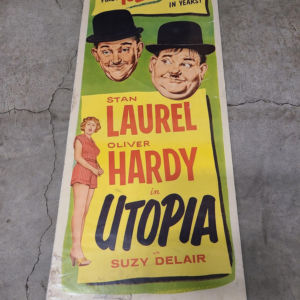 IN YEARS!
STAN
LAUREL
OLIVER
HARDY
in
UTOPIA
SUZY DELAIR